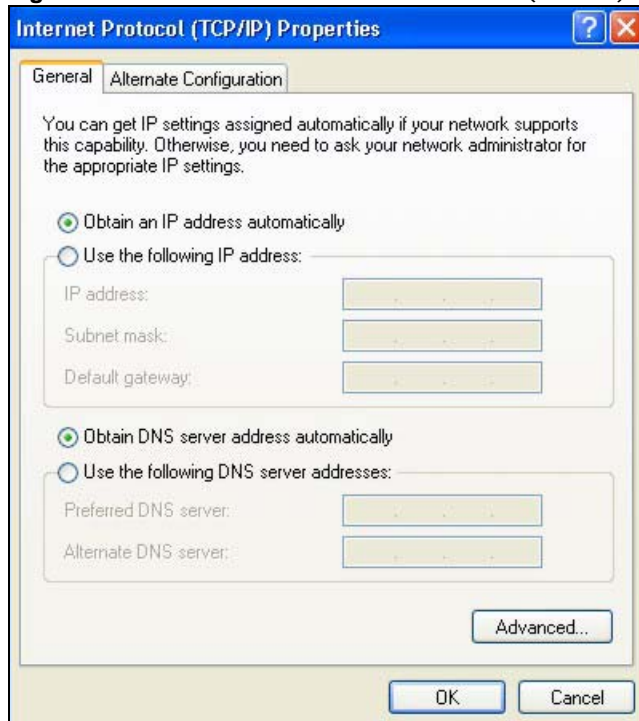 Internet Protocol (TCP/IP) Properties
General
Alternate Configuration
You can get IP settings assigned automatically if your network supports
this capability. Otherwise, you need to ask your network administrator for
the appropriate IP settings.
Obtain an IP address automatically
Use the following IP address:
IP address:
Subnet mask:
Default gateway:
Obtain DNS server address automatically
Use the following DNS server addresses:
Preferred DNS server:
Alternate DNS server:
Advanced...
OK
Cancel